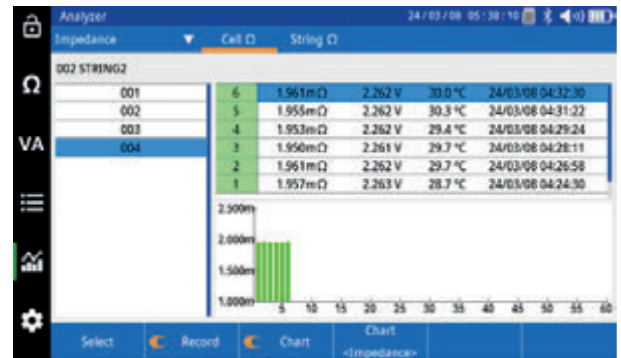 Analyzer 24/03/08 05:38:10
Impedance ▼ Cell Ω String Ω
002 STRING2
Ω
VA
001
002
003
004
6 1.961mΩ 2.262 V 30.0 ℃ 24/03/08 04:32:30
5 1.955mΩ 2.262 V 30.3 ℃ 24/03/08 04:31:22
4 1.953mΩ 2.262 V 29.4 ℃ 24/03/08 04:29:24
3 1.950mΩ 2.261 V 29.7 ℃ 24/03/08 04:28:11
2 1.961mΩ 2.262 V 29.7 ℃ 24/03/08 04:26:58
1 1.957mΩ 2.263 V 28.7 ℃ 24/03/08 04:24:30
2.500m
2.000m
1.500m
1.000m
5 10 15 20 25 30 35 40 45 50 55 60
Select Record Chart Chart
<Impedance>